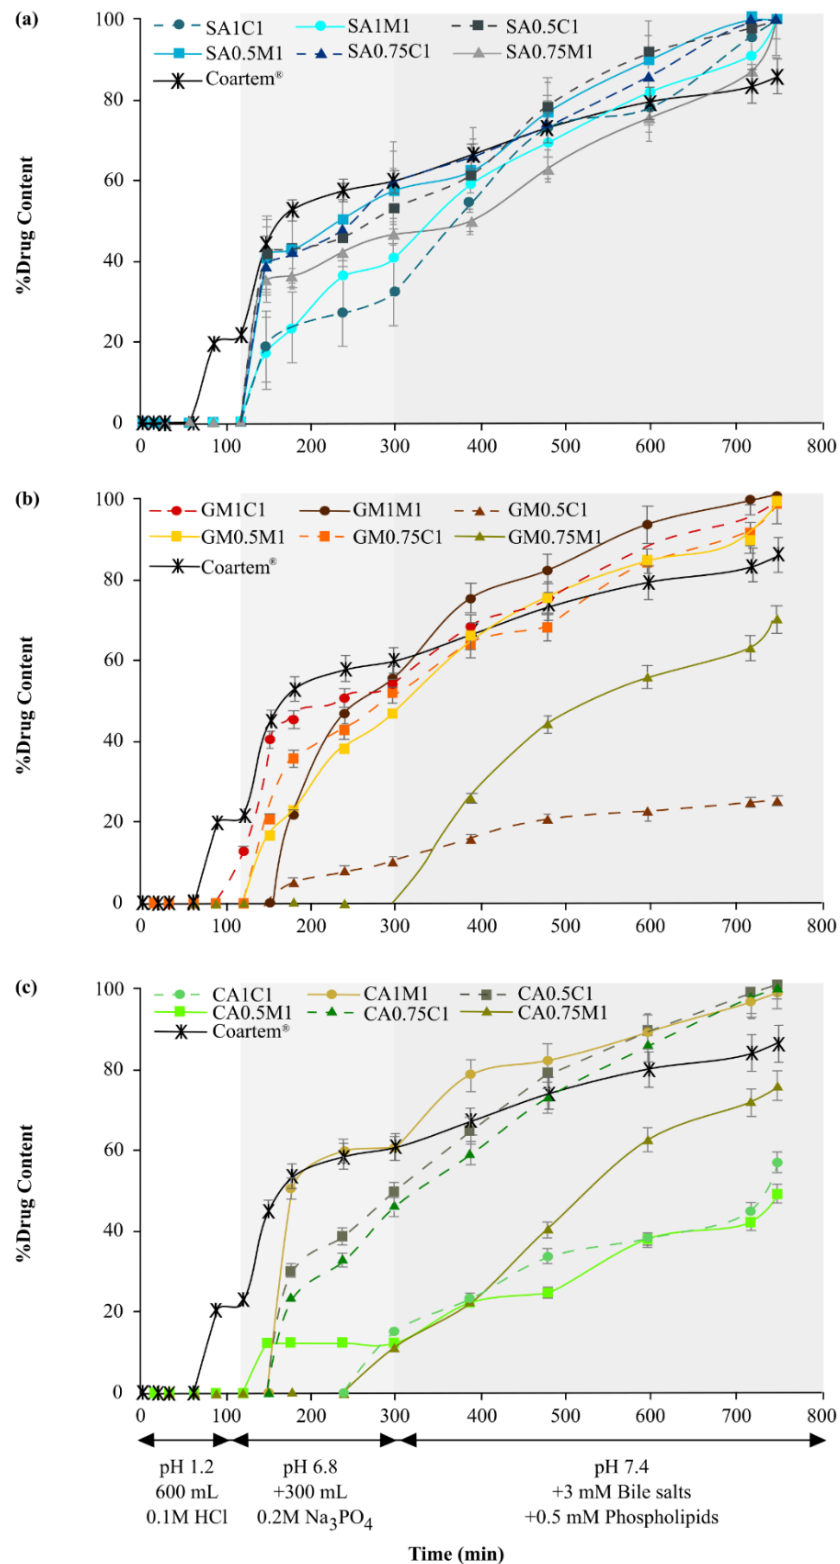 (a)
SA1C1 SA1M1 SA0.5C1
SA0.5M1 SA0.75C1 SA0.75M1
Coartem®
%Drug Content
100
80
60
40
20
0
0 100 200 300 400 500 600 700 800
(b)
GM1C1 GM1M1 GM0.5C1
GM0.5M1 GM0.75C1 GM0.75M1
Coartem®
%Drug Content
100
80
60
40
20
0
0 100 200 300 400 500 600 700 800
(c)
CA1C1 CA1M1 CA0.5C1
CA0.5M1 CA0.75C1 CA0.75M1
Coartem®
%Drug Content
100
80
60
40
20
0
0 100 200 300 400 500 600 700 800
pH 1.2 pH 6.8 pH 7.4
600 mL +300 mL +3 mM Bile salts
0.1M HCl 0.2M Na₃PO₄ +0.5 mM Phospholipids
Time (min)